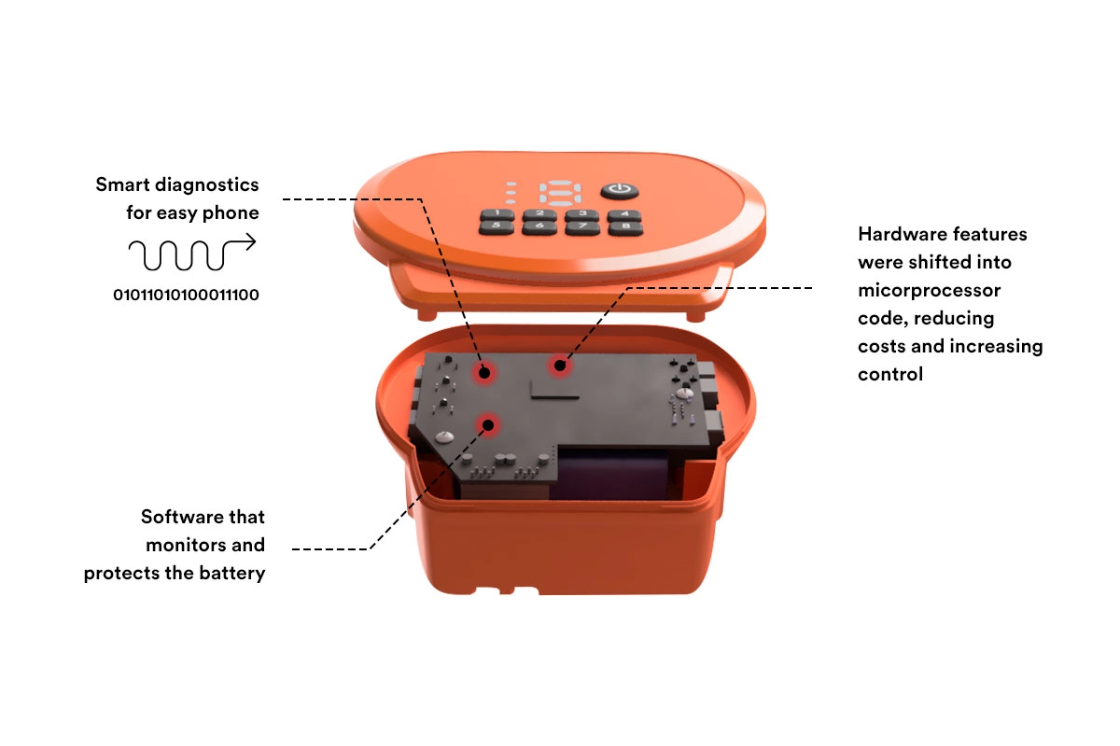 Smart diagnostics
for easy phone
01011010100011100
1 2 3 4
5 6 7 8
Hardware features
were shifted into
micorprocessor
code, reducing
costs and increasing
control
Software that
monitors and
protects the battery